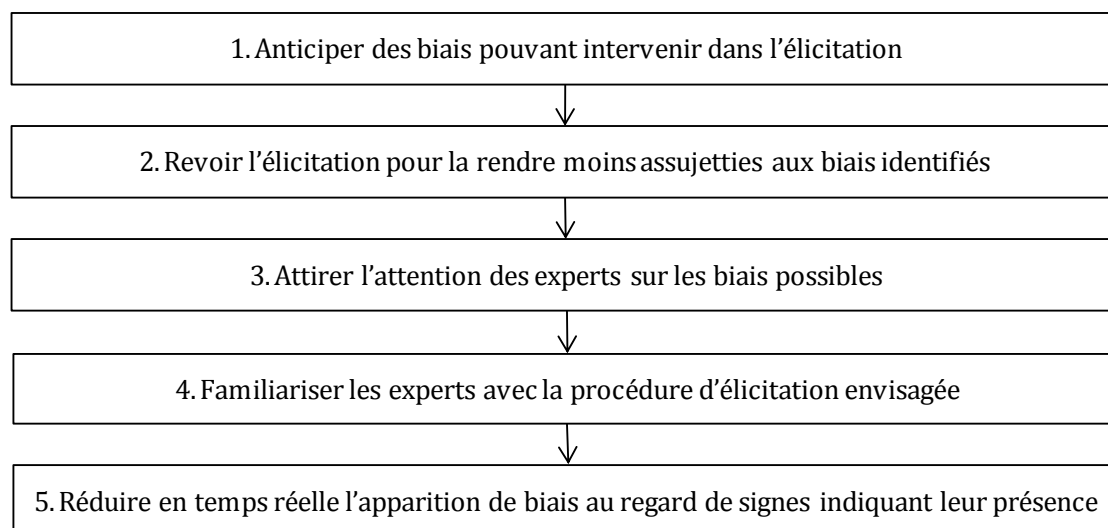 1. Anticiper des biais pouvant intervenir dans l’élicitation
2. Revoir l’élicitation pour la rendre moins assujetties aux biais identifiés
3. Attirer l’attention des experts sur les biais possibles
4. Familiariser les experts avec la procédure d’élicitation envisagée
5. Réduire en temps réelle l’apparition de biais au regard de signes indiquant leur présence